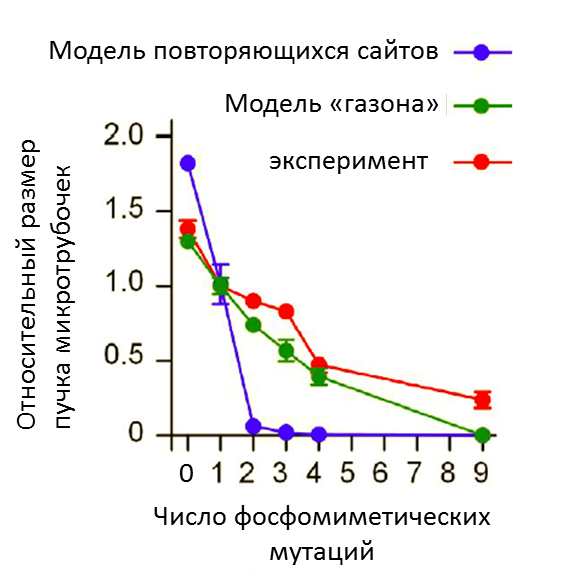 Модель повторяющихся сайтов
Модель «газона»
эксперимент
Относительный размер
пучка микротрубочек
2.0
1.5
1.0
0.5
0
0 1 2 3 4 5 6 7 8 9
Число фосфомиметических
мутаций